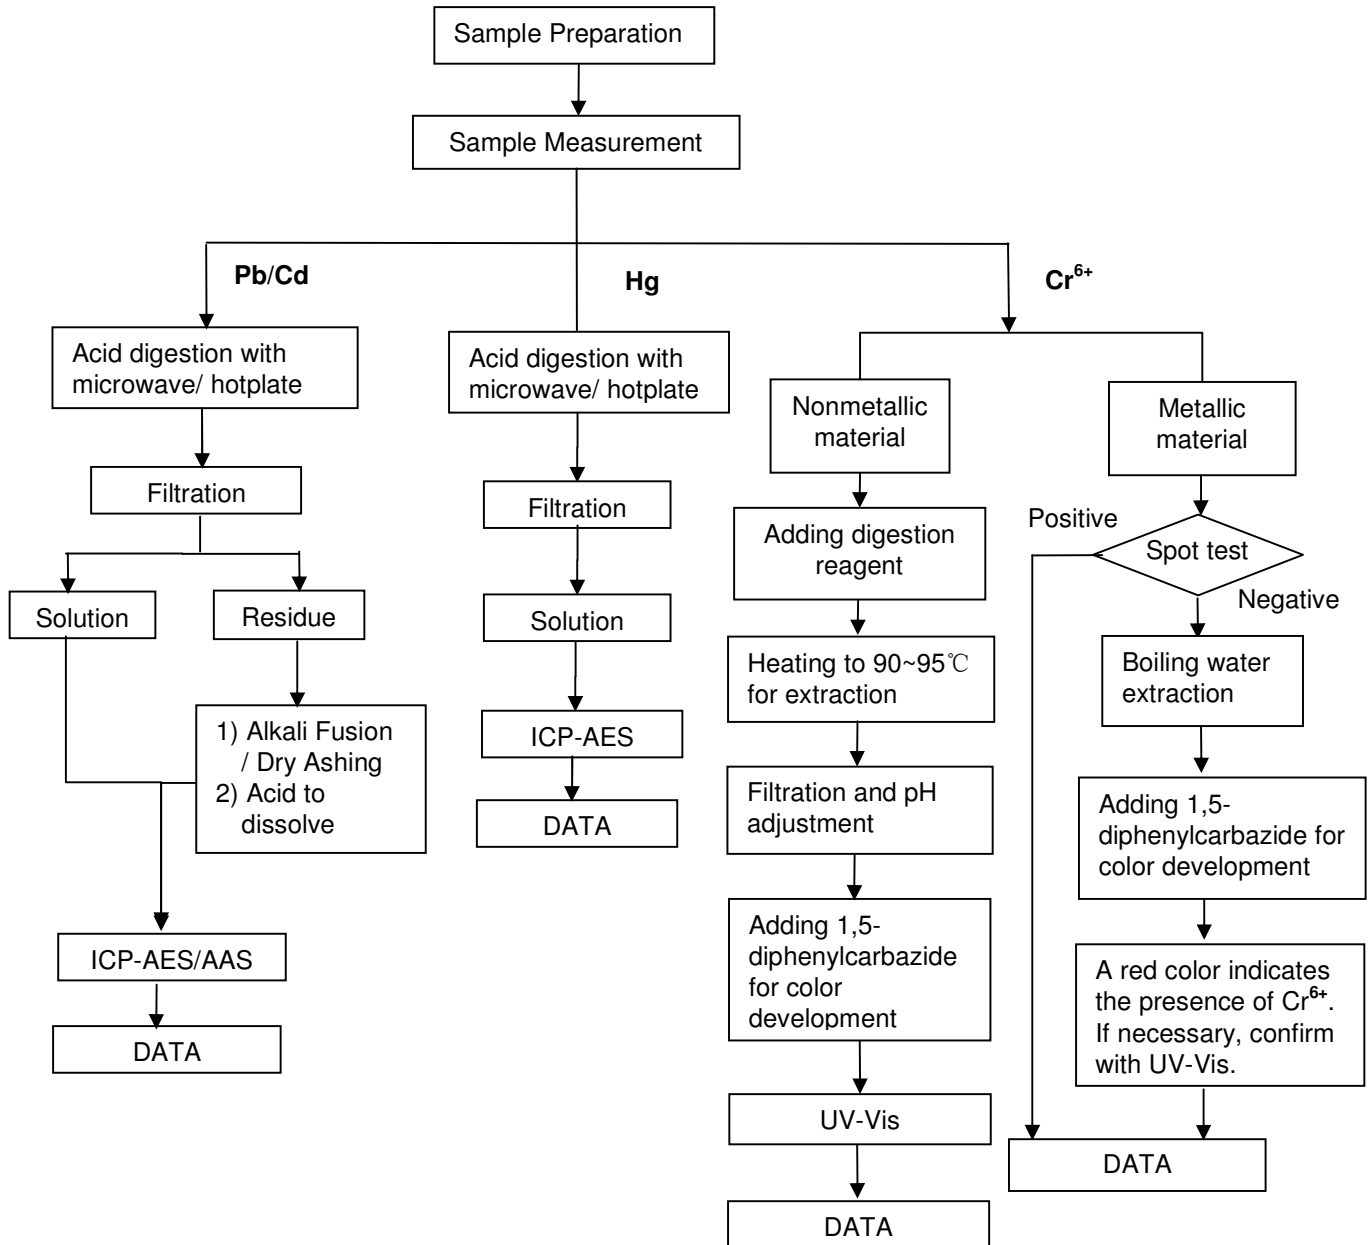 Sample Preparation
Sample Measurement
Pb/Cd
Hg
Cr⁶⁺
Acid digestion with
microwave/ hotplate
Filtration
Solution
Residue
1) Alkali Fusion
/ Dry Ashing
2) Acid to
dissolve
ICP-AES/AAS
DATA
Acid digestion with
microwave/ hotplate
Filtration
Solution
ICP-AES
DATA
Nonmetallic
material
Adding digestion
reagent
Heating to 90~95℃
for extraction
Filtration and pH
adjustment
Adding 1,5-
diphenylcarbazide
for color
development
UV-Vis
DATA
Metallic
material
Positive
Spot test
Negative
Boiling water
extraction
Adding 1,5-
diphenylcarbazide for
color development
A red color indicates
the presence of Cr⁶⁺.
If necessary, confirm
with UV-Vis.
DATA